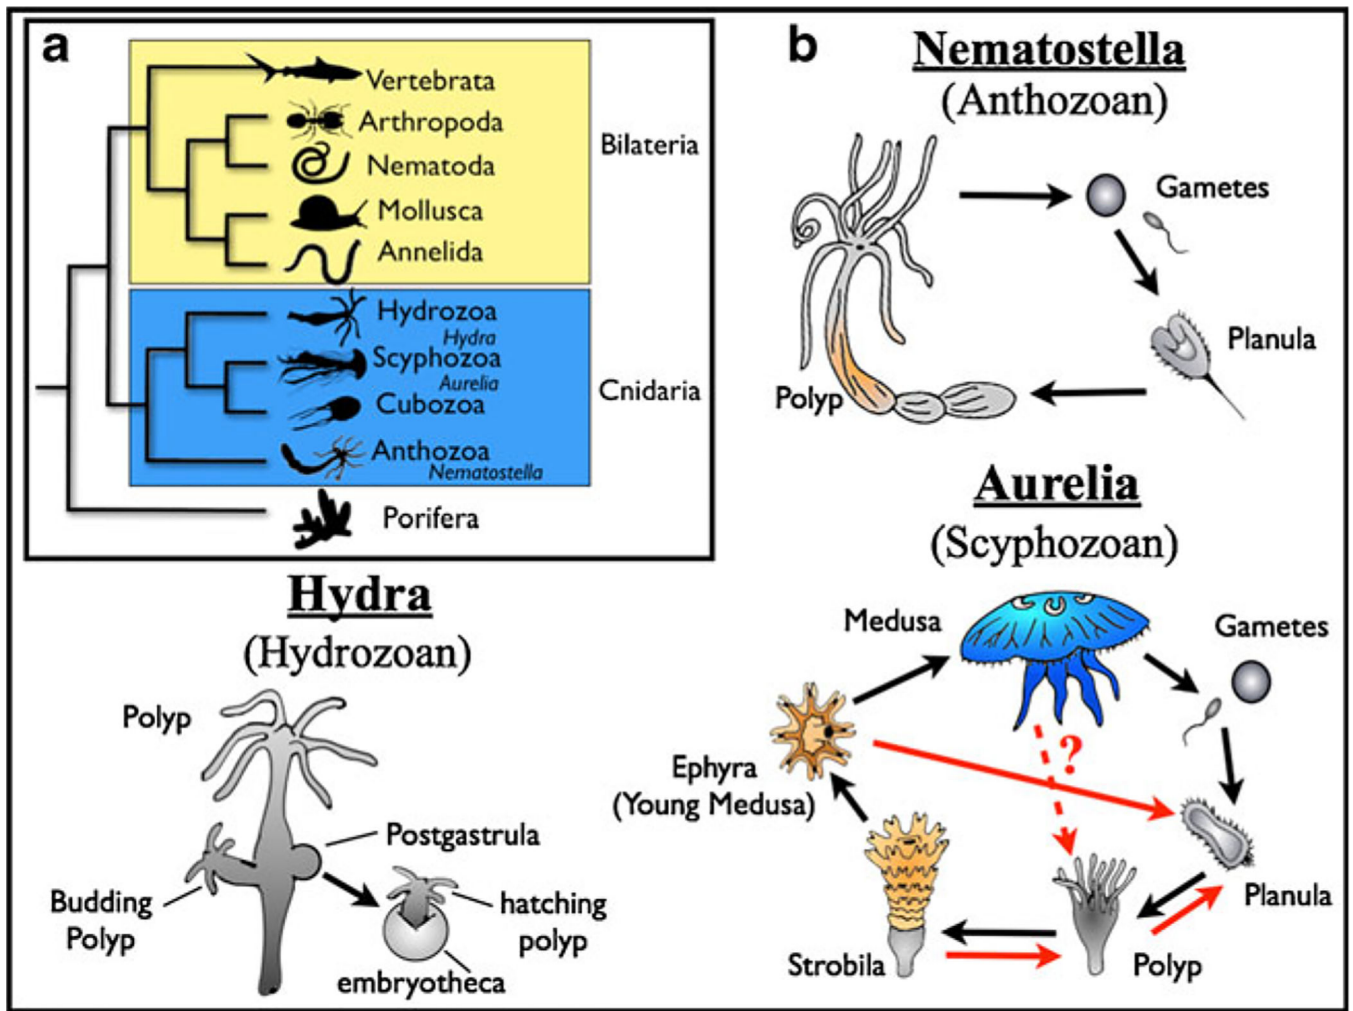 a
Vertebrata
Arthropoda
Nematoda
Mollusca
Annelida
Bilateria
Hydrozoa
Hydra
Scyphozoa
Aurelia
Cubozoa
Anthozoa
Nematostella
Cnidaria
Porifera
b
Nematostella
(Anthozoan)
Gametes
Planula
Polyp
Aurelia
(Scyphozoan)
Medusa
Gametes
?
Ephyra
(Young Medusa)
Planula
Strobila
Polyp
Hydra
(Hydrozoan)
Polyp
Postgastrula
Budding
Polyp
hatching
polyp
embryotheca